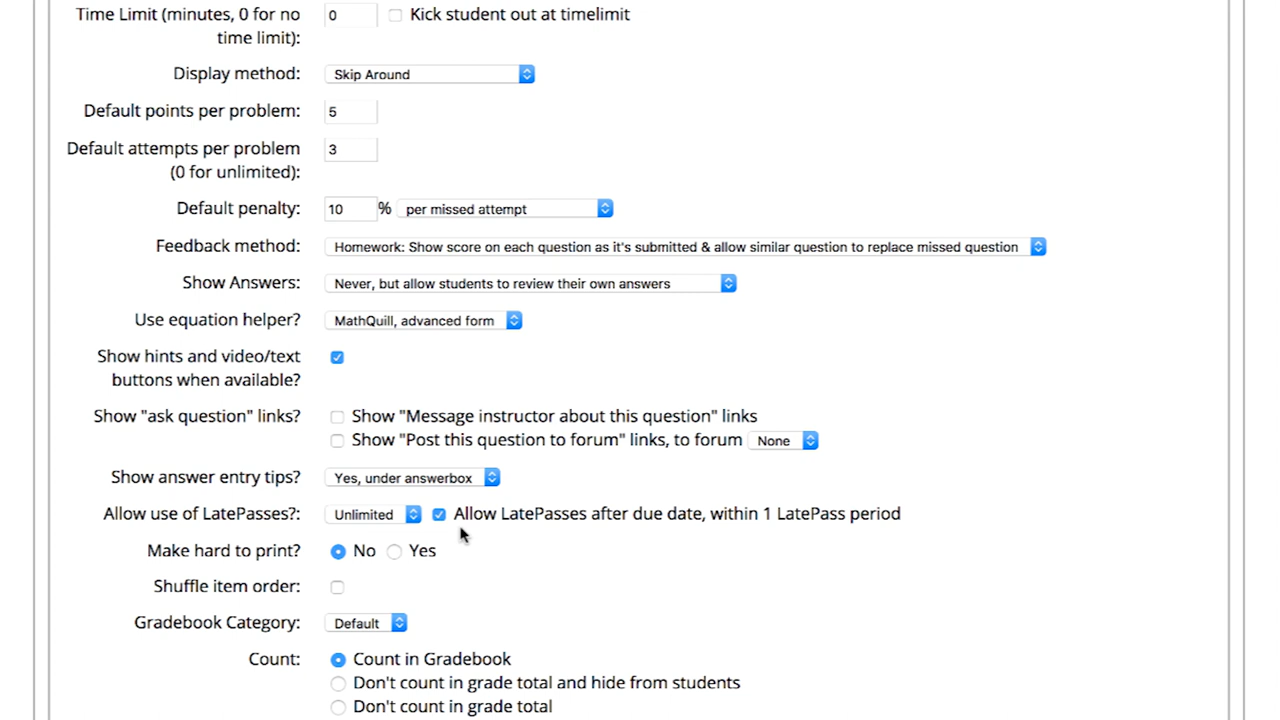 Time Limit (minutes, 0 for no time limit): 0 Kick student out at timelimit
Display method: Skip Around
Default points per problem: 5
Default attempts per problem (0 for unlimited): 3
Default penalty: 10 % per missed attempt
Feedback method: Homework: Show score on each question as it's submitted & allow similar question to replace missed question
Show Answers: Never, but allow students to review their own answers
Use equation helper? MathQuill, advanced form
Show hints and video/text buttons when available?
Show "ask question" links? Show "Message instructor about this question" links
Show "Post this question to forum" links, to forum None
Show answer entry tips? Yes, under answerbox
Allow use of LatePasses?: Unlimited Allow LatePasses after due date, within 1 LatePass period
Make hard to print? No Yes
Shuffle item order:
Gradebook Category: Default
Count: Count in Gradebook
Don't count in grade total and hide from students
Don't count in grade total